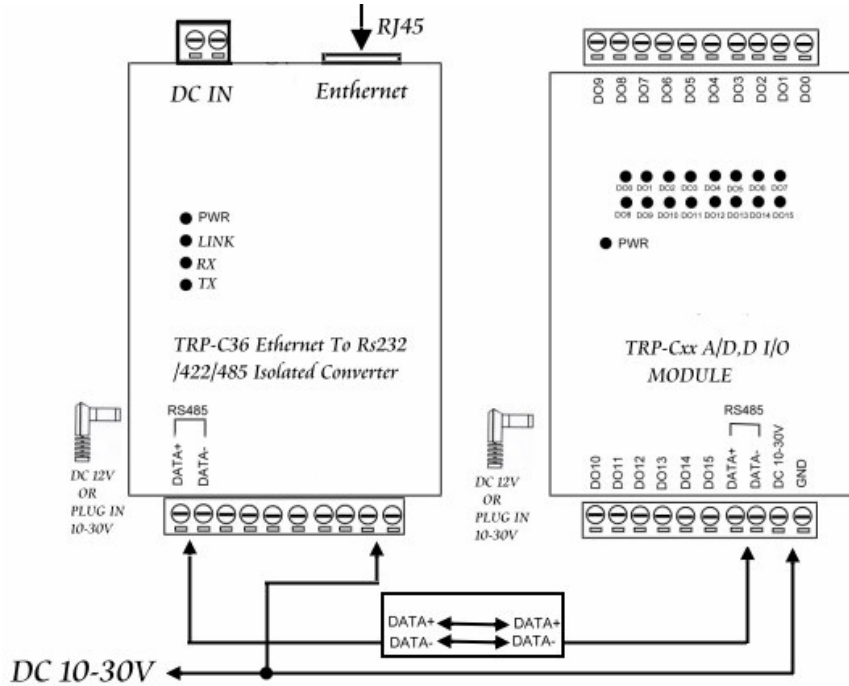 RJ45
DC IN
Enthernet
PWR
LINK
RX
TX
TRP-C36 Ethernet To Rs232
/422/485 Isolated Converter
RS485
DATA+
DATA-
DC 12V
OR
PLUG IN
10-30V
DO9
DO8
DO7
DO6
DO5
DO4
DO3
DO2
DO1
DO0
DO0 DO1 DO2 DO3 DO4 DO5 DO6 DO7
DO8 DO9 DO10 DO11 DO12 DO13 DO14 DO15
PWR
TRP-Cxx A/D,D I/O
MODULE
RS485
DO10
DO11
DO12
DO13
DO14
DO15
DATA+
DATA-
DC 10-30V
GND
DC 12V
OR
PLUG IN
10-30V
DATA+ DATA+
DATA- DATA-
DC 10-30V